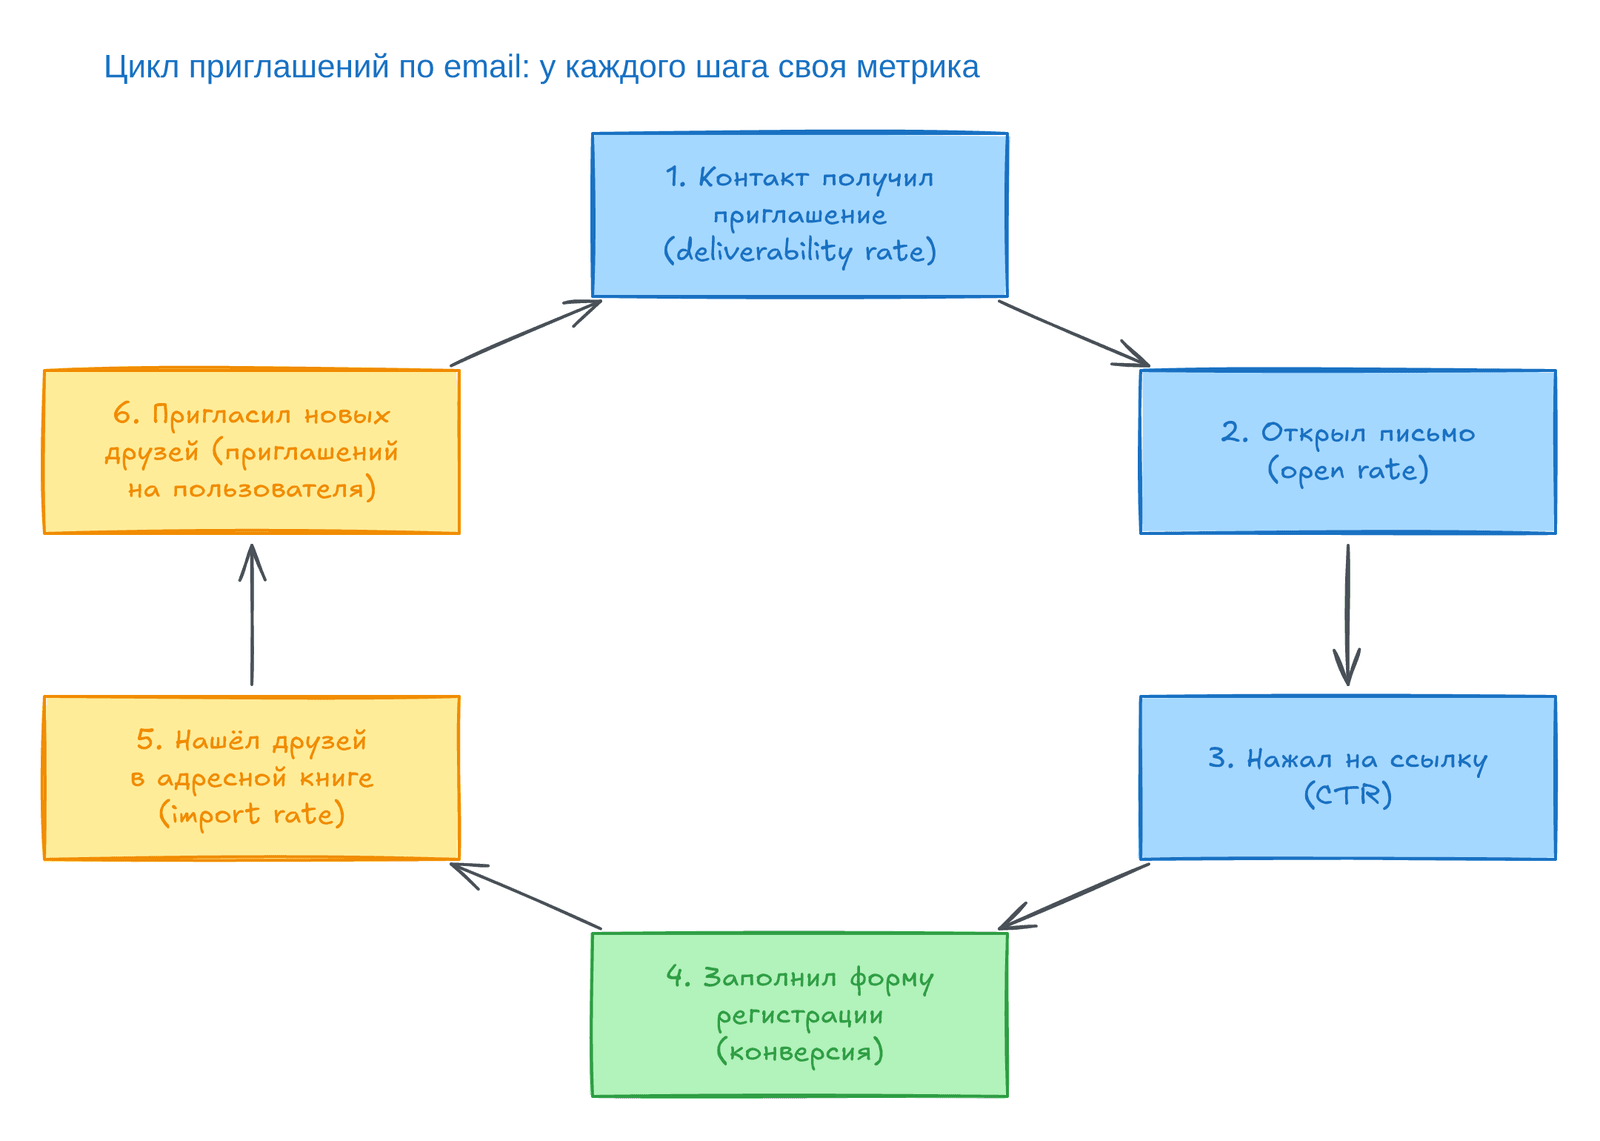 Цикл приглашений по email: у каждого шага своя метрика
1. Контакт получил
приглашение
(deliverability rate)
2. Открыл письмо
(open rate)
3. Нажал на ссылку
(CTR)
4. Заполнил форму
регистрации
(конверсия)
5. Нашёл друзей
в адресной книге
(import rate)
6. Пригласил новых
друзей (приглашений
на пользователя)